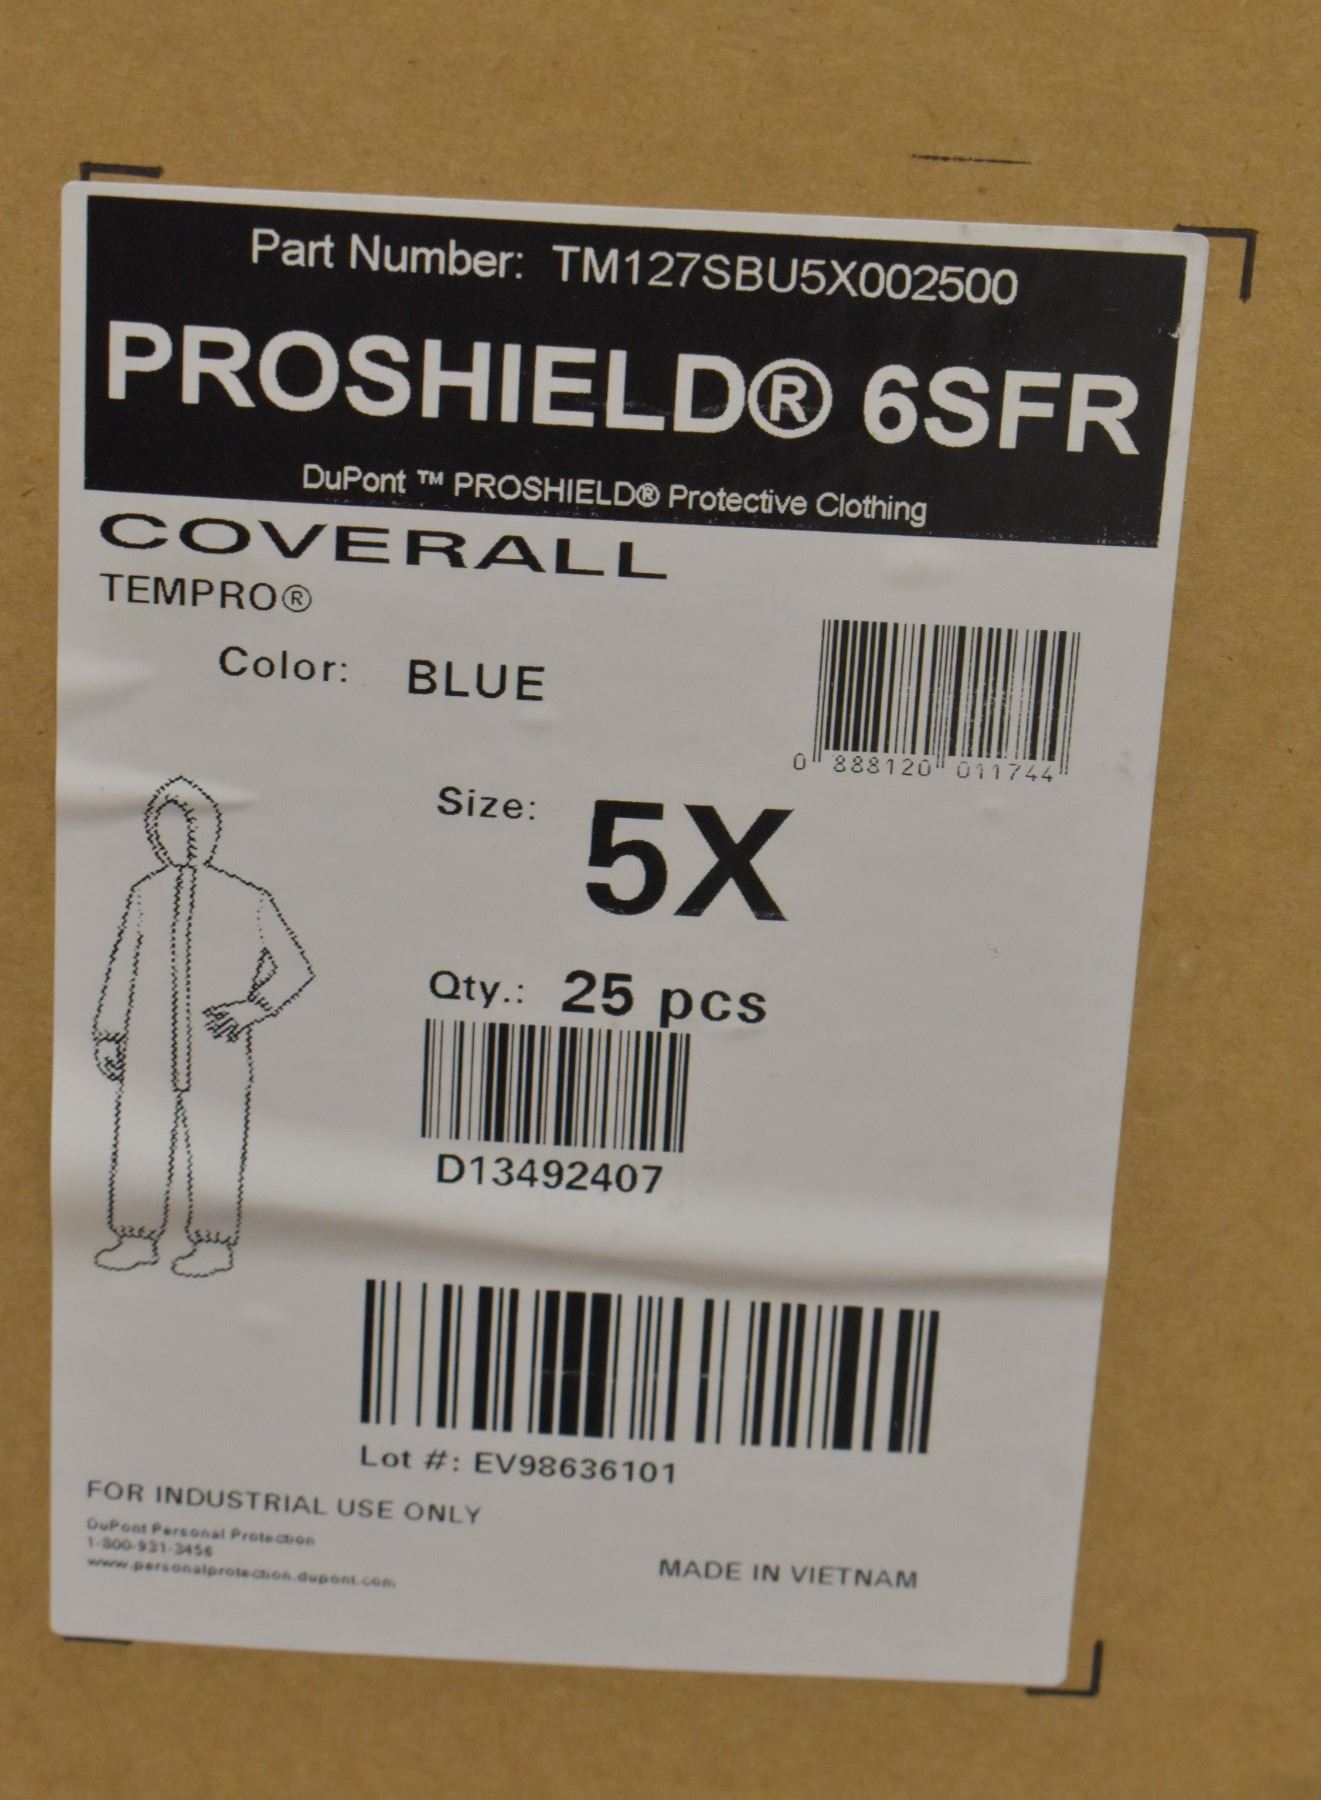 Part Number: TM127SBU5X002500
PROSHIELD® 6SFR
DuPont ™ PROSHIELD® Protective Clothing
COVERALL
TEMPRO®
Color: BLUE
0 888120 011744
Size: 5X
Qty.: 25 pcs
D13492407
Lot #: EV98636101
FOR INDUSTRIAL USE ONLY
DuPont Personal Protection
1-800-931-3456
www.personalprotection.dupont.com
MADE IN VIETNAM